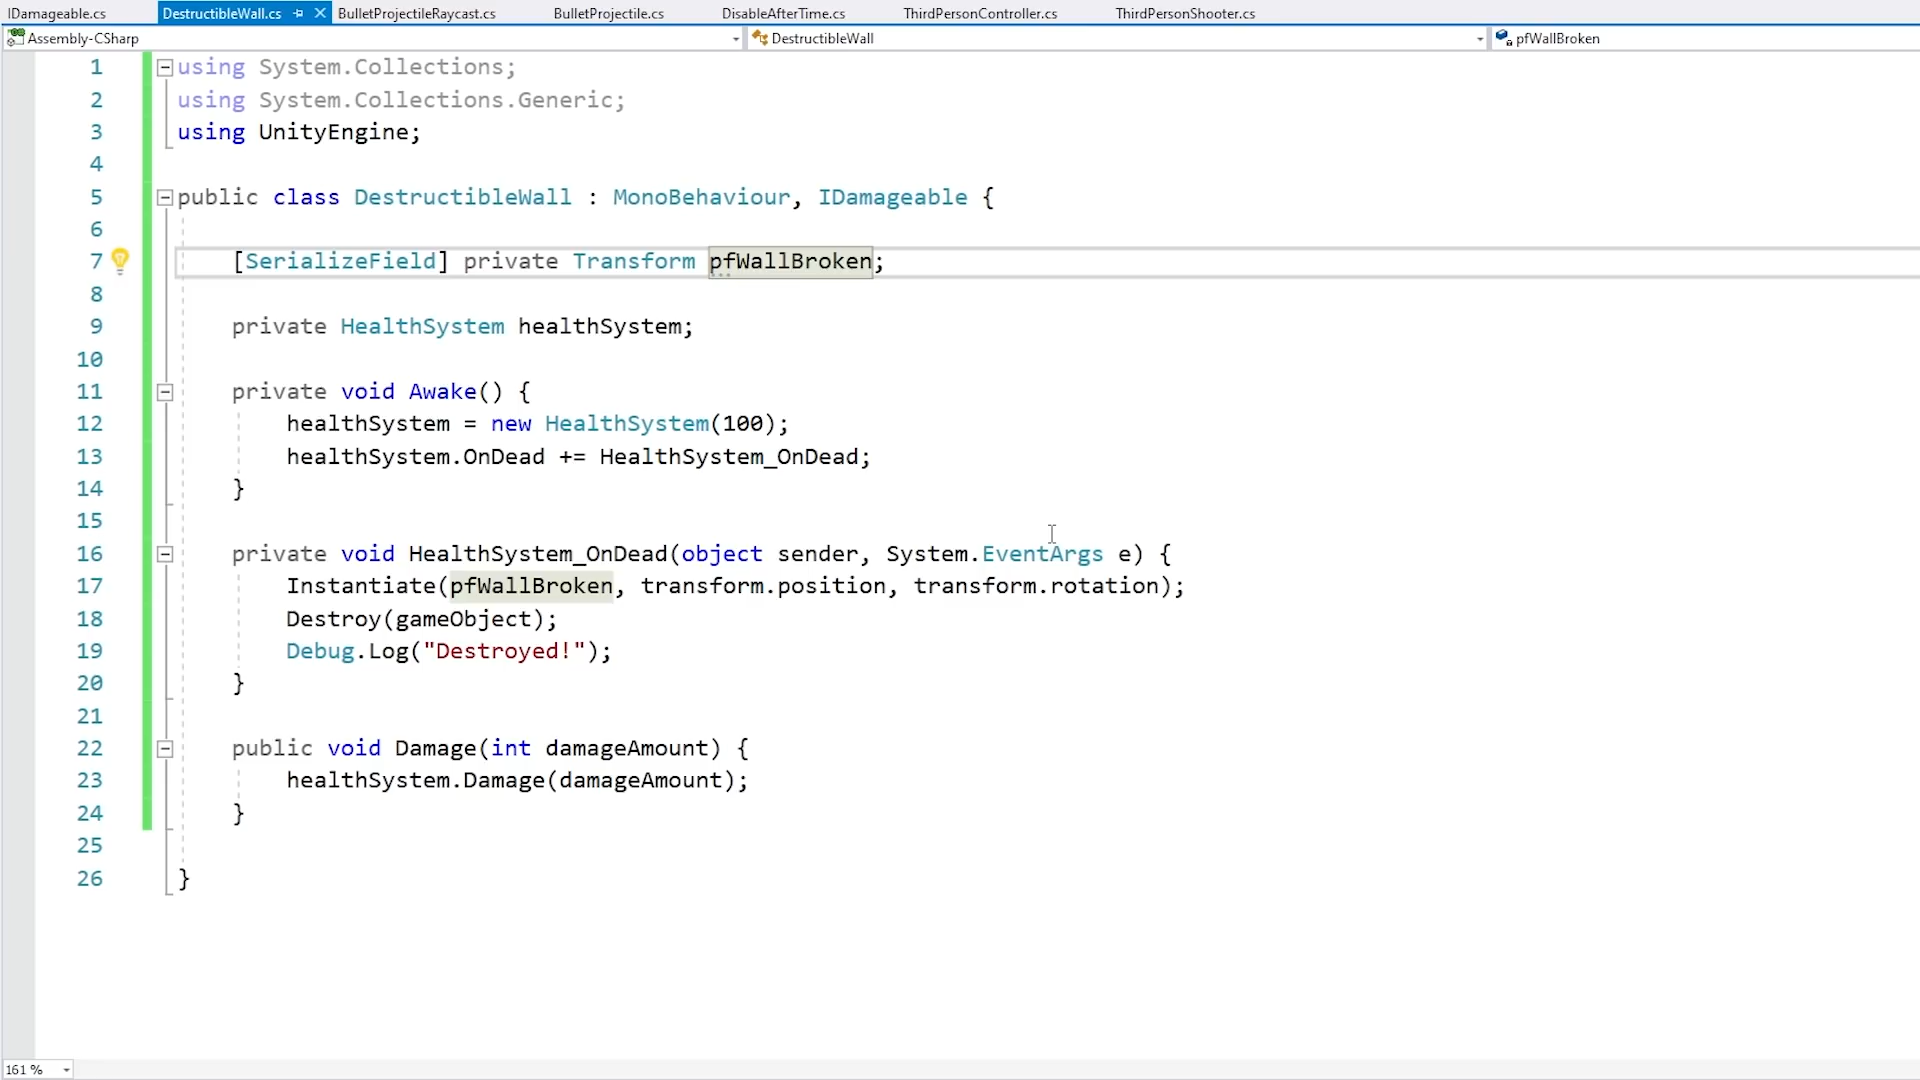 IDamageable.cs DestructibleWall.cs BulletProjectileRaycast.cs BulletProjectile.cs DisableAfterTime.cs ThirdPersonController.cs ThirdPersonShooter.cs
Assembly-CSharp DestructibleWall pfWallBroken
1 using System.Collections;
2 using System.Collections.Generic;
3 using UnityEngine;
4
5 public class DestructibleWall : MonoBehaviour, IDamageable {
6
7 [SerializeField] private Transform pfWallBroken;
8
9 private HealthSystem healthSystem;
10
11 private void Awake() {
12 healthSystem = new HealthSystem(100);
13 healthSystem.OnDead += HealthSystem_OnDead;
14 }
15
16 private void HealthSystem_OnDead(object sender, System.EventArgs e) {
17 Instantiate(pfWallBroken, transform.position, transform.rotation);
18 Destroy(gameObject);
19 Debug.Log("Destroyed!");
20 }
21
22 public void Damage(int damageAmount) {
23 healthSystem.Damage(damageAmount);
24 }
25
26 }
161 %